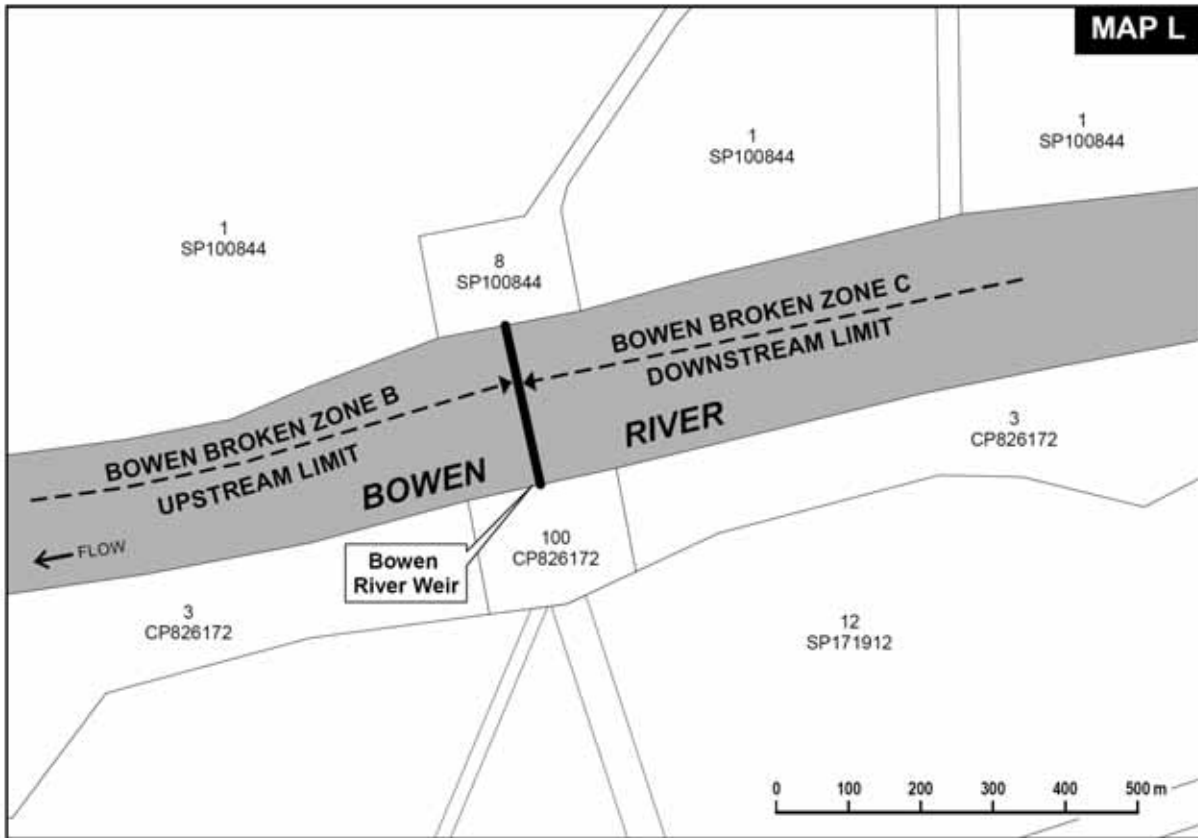 MAP L
1
SP100844
1
SP100844
1
SP100844
8
SP100844
BOWEN BROKEN ZONE C
DOWNSTREAM LIMIT
BOWEN BROKEN ZONE B
UPSTREAM LIMIT
BOWEN RIVER
FLOW
Bowen
River Weir
100
CP826172
3
CP826172
3
CP826172
12
SP171912
0 100 200 300 400 500 m